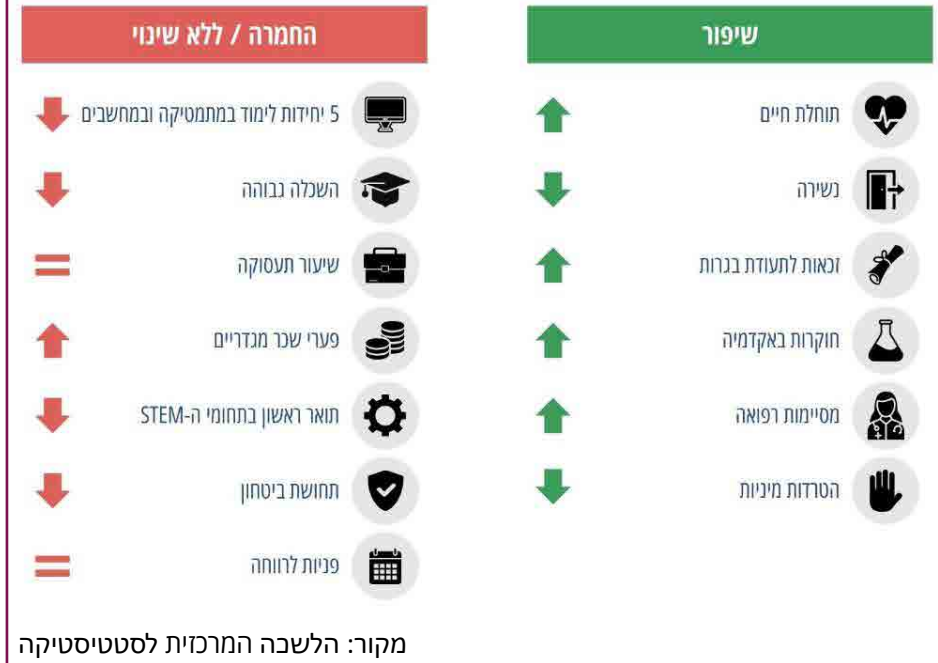 שיפור
תוחלת חיים
נשירה
זכאות לתעודת בגרות
חוקרות באקדמיה
מסיימות רפואה
הטרדות מיניות
החמרה / ללא שינוי
5 יחידות לימוד במתמטיקה ובמחשבים
השכלה גבוהה
שיעור תעסוקה
פערי שכר מגדריים
תואר ראשון בתחומי ה-STEM
תחושת ביטחון
פניות לרווחה
מקור: הלשבה המרכזית לסטטיסטיקה